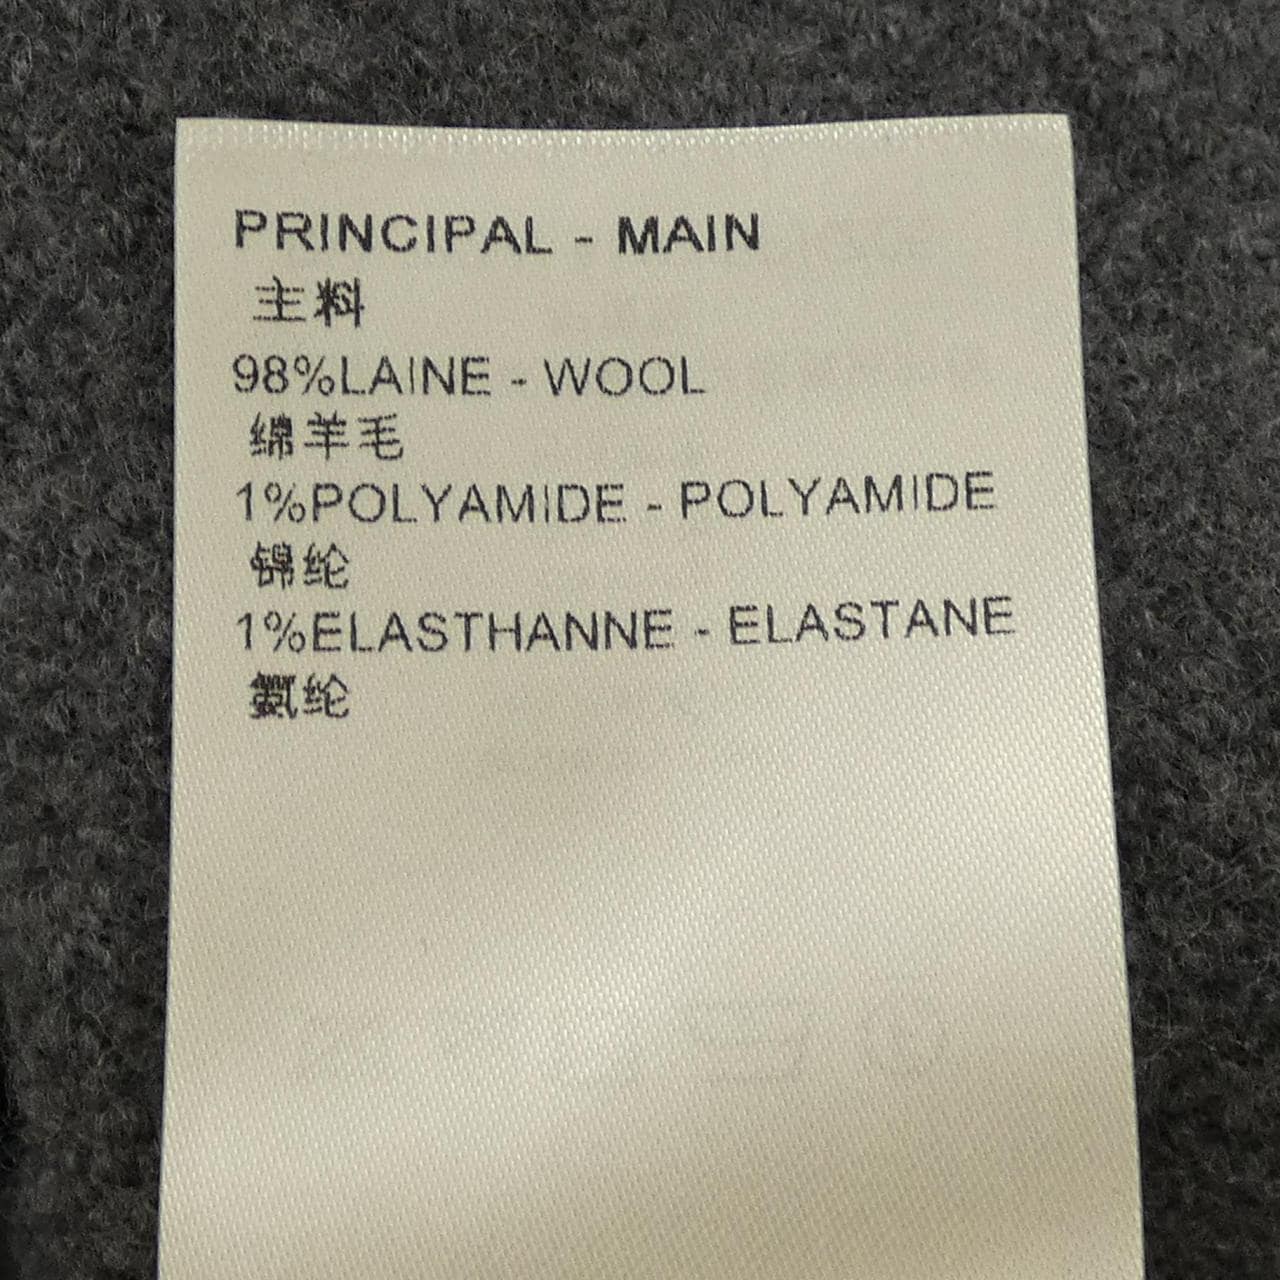 PRINCIPAL - MAIN
主料
98%LAINE - WOOL
绵羊毛
1%POLYAMIDE - POLYAMIDE
锦纶
1%ELASTHANNE - ELASTANE
氨纶